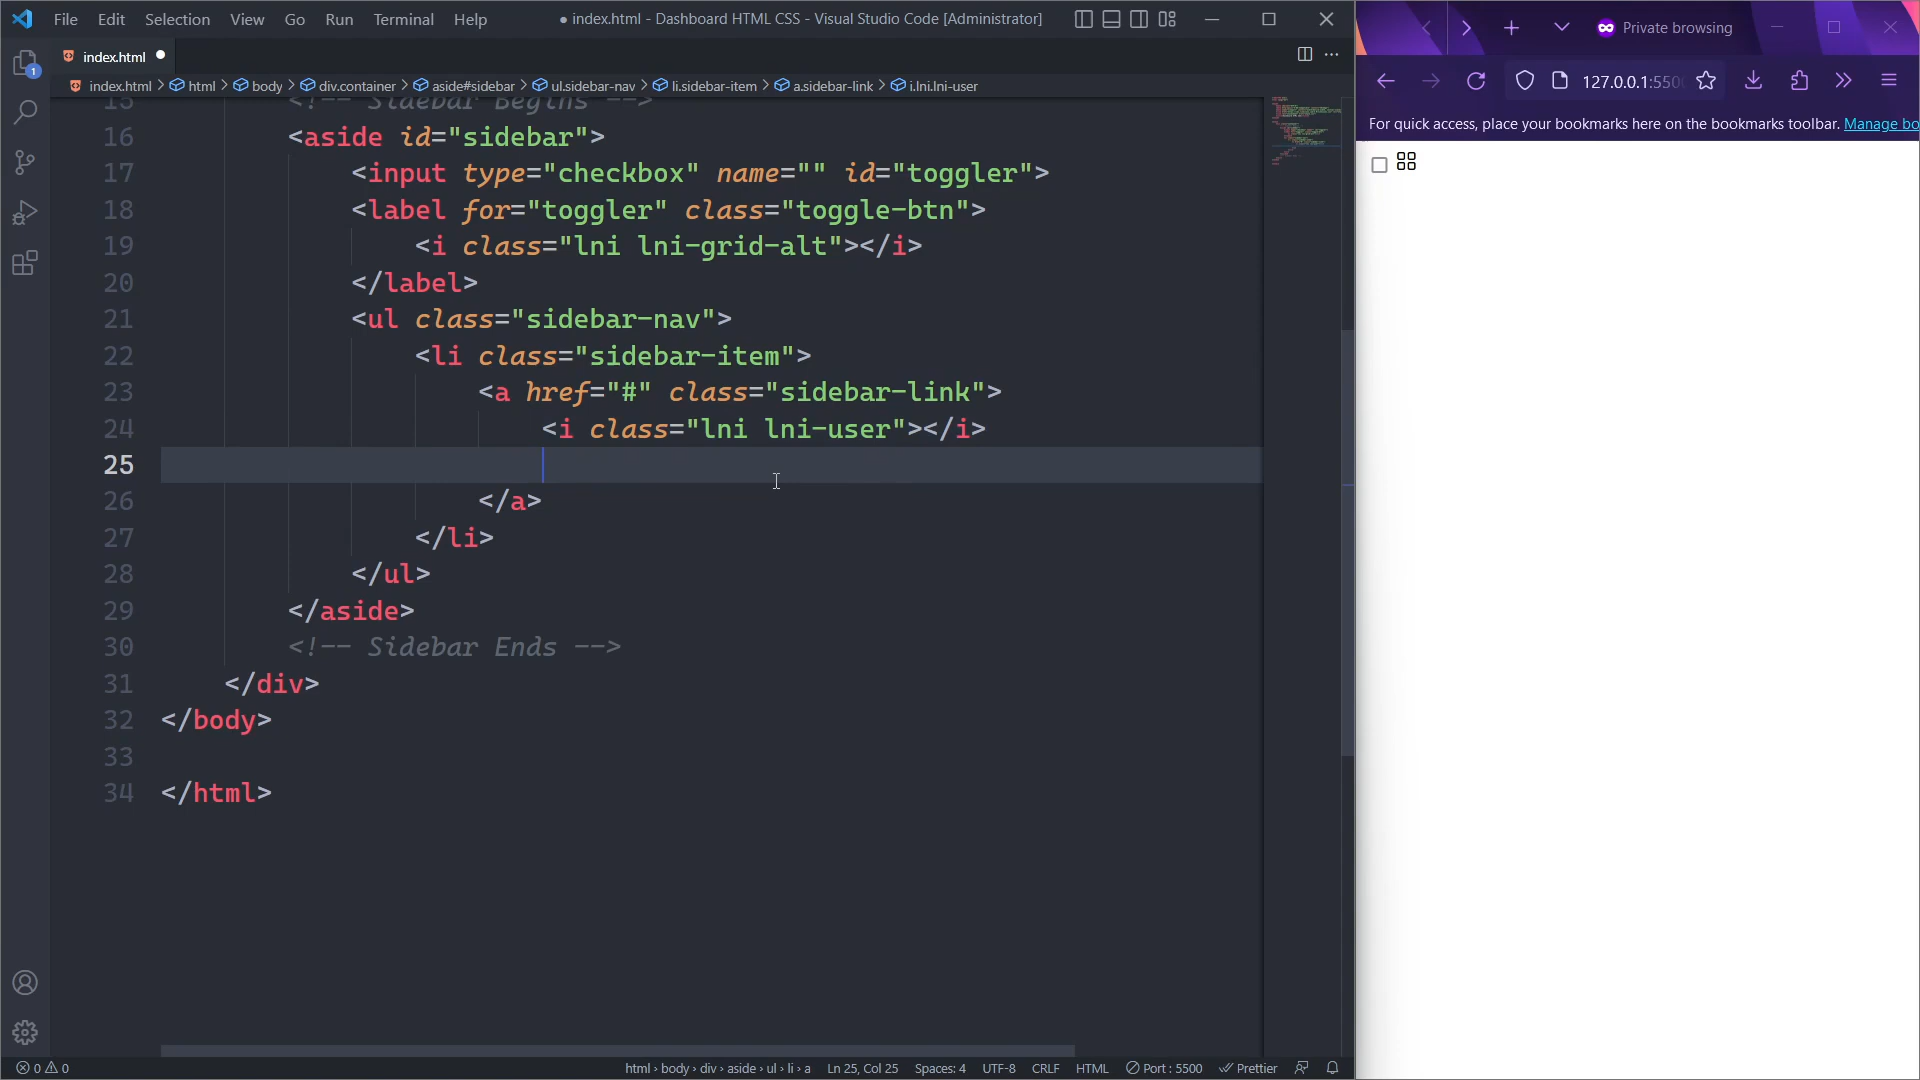 File Edit Selection View Go Run Terminal Help
● index.html - Dashboard HTML CSS - Visual Studio Code [Administrator]
Private browsing
1
index.html
127.0.0.1:550
index.html > html > body > div.container > aside#sidebar > ul.sidebar-nav > li.sidebar-item > a.sidebar-link > i.lni.lni-user
For quick access, place your bookmarks here on the bookmarks toolbar. Manage bo
15 <!-- Sidebar Begins -->
16 <aside id="sidebar">
17 <input type="checkbox" name="" id="toggler">
18 <label for="toggler" class="toggle-btn">
19 <i class="lni lni-grid-alt"></i>
20 </label>
21 <ul class="sidebar-nav">
22 <li class="sidebar-item">
23 <a href="#" class="sidebar-link">
24 <i class="lni lni-user"></i>
25
26 </a>
27 </li>
28 </ul>
29 </aside>
30 <!-- Sidebar Ends -->
31 </div>
32 </body>
33
34 </html>
0 0
html › body › div › aside › ul › li › a Ln 25, Col 25 Spaces: 4 UTF-8 CRLF HTML Port : 5500 Prettier